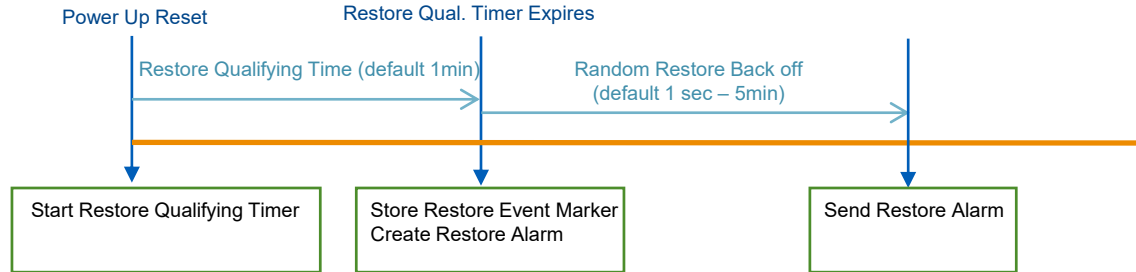 Power Up Reset
Restore Qual. Timer Expires
Restore Qualifying Time (default 1min)
Random Restore Back off
(default 1 sec – 5min)
Start Restore Qualifying Timer
Store Restore Event Marker
Create Restore Alarm
Send Restore Alarm